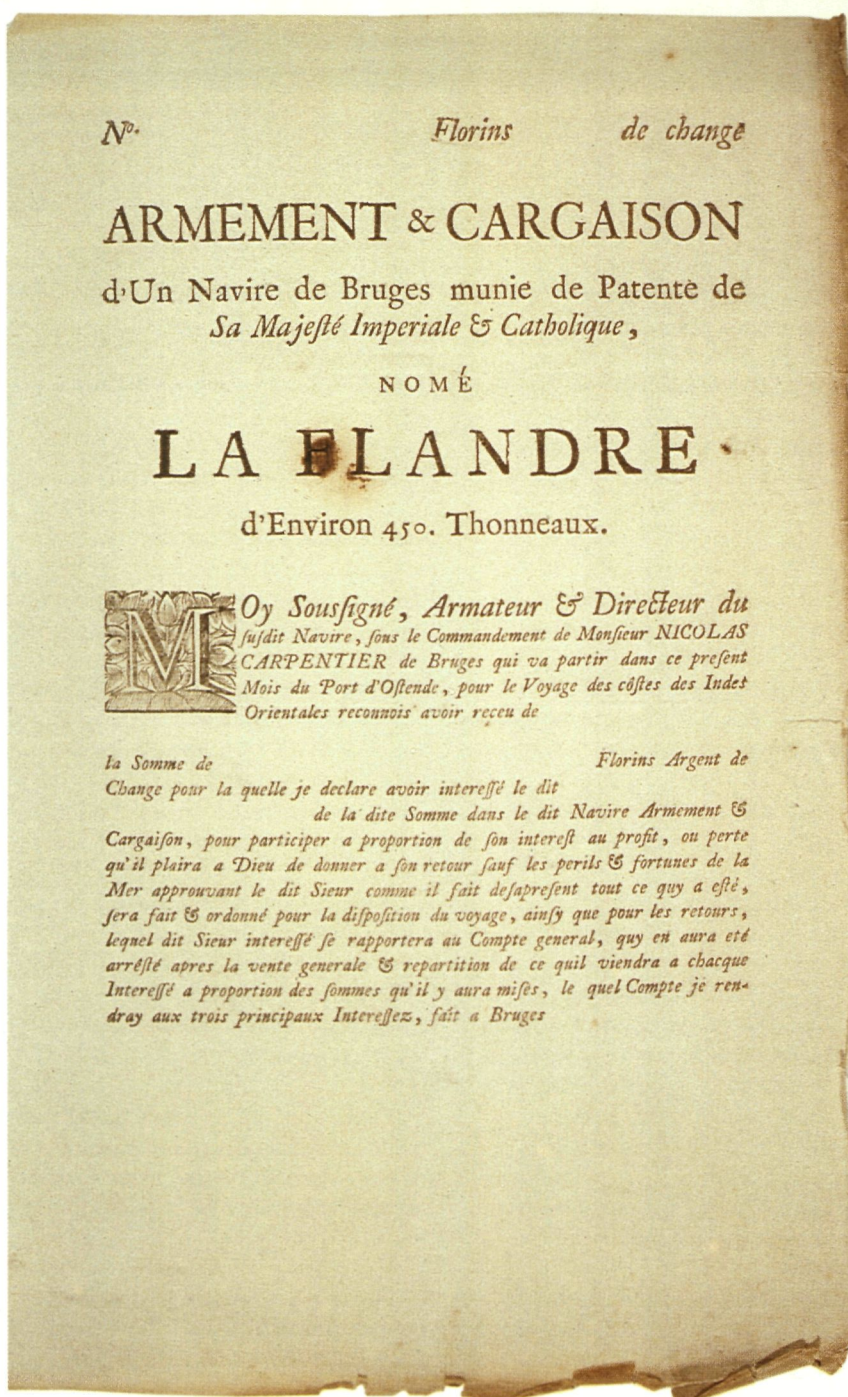 Nº. Florins de change
ARMEMENT & CARGAISON
d'Un Navire de Bruges munie de Patente de
Sa Majeſté Imperiale & Catholique,
NOMÉ
LA FLANDRE
d'Environ 450. Thonneaux.
MOy Souſſigné, Armateur & Directeur du
ſuſdit Navire, ſous le Commandement de Monſieur NICOLAS
CARPENTIER de Bruges qui va partir dans ce preſent
Mois du Port d'Oſtende, pour le Voyage des côſtes des Indes
Orientales reconnois avoir reçeu de
la Somme de Florins Argent de
Change pour la quelle je declare avoir intereſſé le dit
de la dite Somme dans le dit Navire Armement &
Cargaiſon, pour participer a proportion de ſon intereſt au profit, ou perte
qu'il plaira a Dieu de donner a ſon retour ſauf les perils & fortunes de la
Mer approuvant le dit Sieur comme il fait deſapreſent tout ce quy a eſté,
ſera fait & ordonné pour la diſpoſition du voyage, ainſy que pour les retours,
lequel dit Sieur intereſſé ſe rapportera au Compte general, quy en aura eté
arrêſté apres la vente generale & repartition de ce quil viendra a chacque
Intereſſé a proportion des ſommes qu'il y aura miſes, le quel Compte je ren-
dray aux trois principaux Intereſſez, fait a Bruges